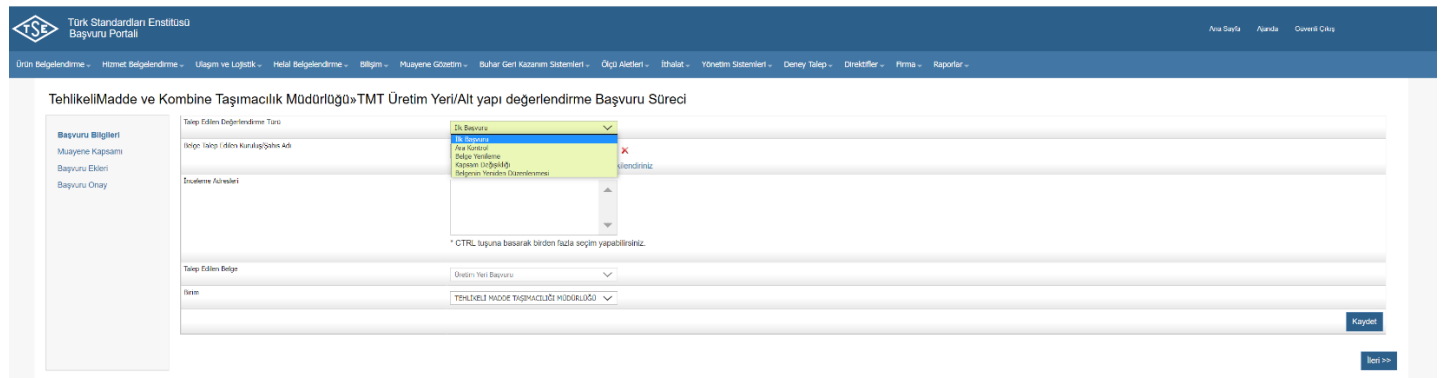 TSE
Türk Standardları Enstitüsü
Başvuru Portali
Ana Sayfa Ajanda Güvenli Çıkış
Ürün Belgelendirme Hizmet Belgelendirme Ulaşım ve Lojistik Helal Belgelendirme Bilişim Muayene Gözetim Buhar Geri Kazanım Sistemleri Ölçü Aletleri İthalat Yönetim Sistemleri Deney Talep Direktifler Firma Raporlar
TehlikeliMadde ve Kombine Taşımacılık Müdürlüğü»TMT Üretim Yeri/Alt yapı değerlendirme Başvuru Süreci
Başvuru Bilgileri
Muayene Kapsamı
Başvuru Ekleri
Başvuru Onay
Talep Edilen Değerlendirme Türü
İlk Başvuru
İlk Başvuru
Ara Kontrol
Belge Yenileme
Kapsam Değişikliği
Belgenin Yeniden Düzenlenmesi
Belge Talep Edilen Kuruluş/Şahıs Adı
lendiriniz
İnceleme Adresleri
* CTRL tuşuna basarak birden fazla seçim yapabilirsiniz.
Talep Edilen Belge
Üretim Yeri Başvuru
Birim
TEHLİKELİ MADDE TAŞIMACILIĞI MÜDÜRLÜĞÜ
Kaydet
İleri >>